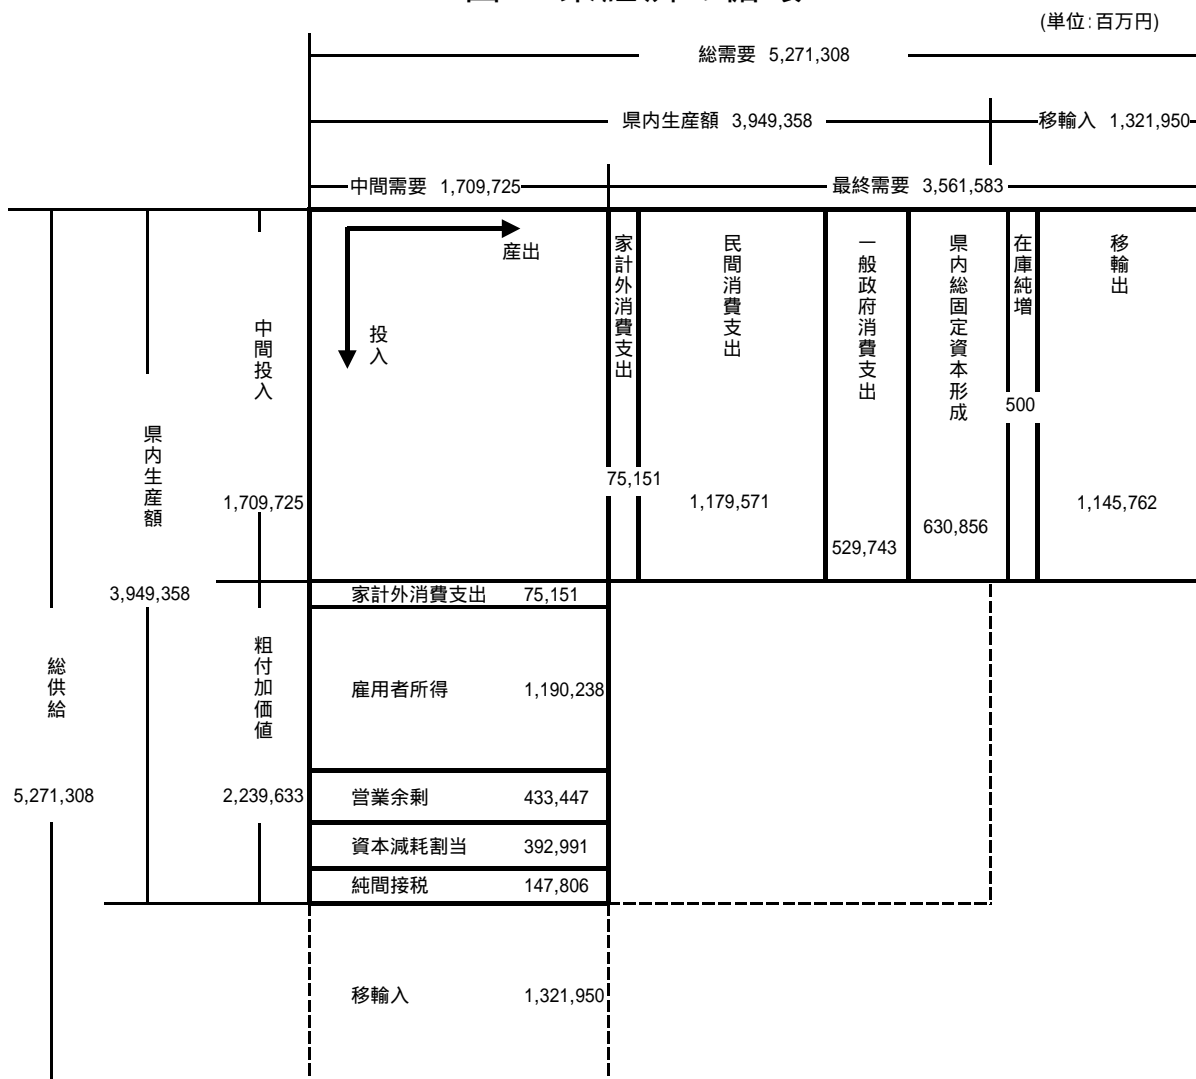 (単位:百万円)
総需要 5,271,308
県内生産額 3,949,358
移輸入 1,321,950
中間需要 1,709,725
最終需要 3,561,583
産出
投入
家計外消費支出
75,151
民間消費支出
1,179,571
一般政府消費支出
529,743
県内総固定資本形成
630,856
在庫純増
500
移輸出
1,145,762
中間投入
1,709,725
県内生産額
3,949,358
総供給
5,271,308
粗付加価値
2,239,633
家計外消費支出 75,151
雇用者所得 1,190,238
営業余剰 433,447
資本減耗割当 392,991
純間接税 147,806
移輸入 1,321,950